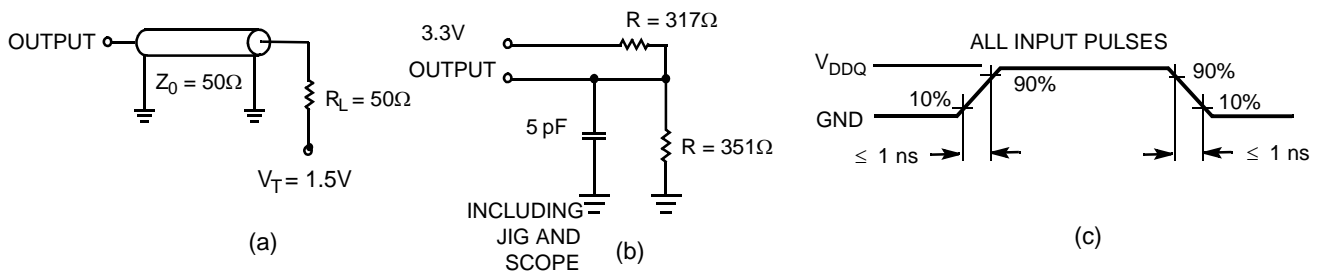 OUTPUT
Z0 = 50Ω
RL = 50Ω
VT = 1.5V
(a)
R = 317Ω
3.3V
OUTPUT
5 pF
R = 351Ω
INCLUDING
JIG AND
SCOPE
(b)
ALL INPUT PULSES
VDDQ
GND
10%
90%
90%
10%
≤ 1 ns
≤ 1 ns
(c)